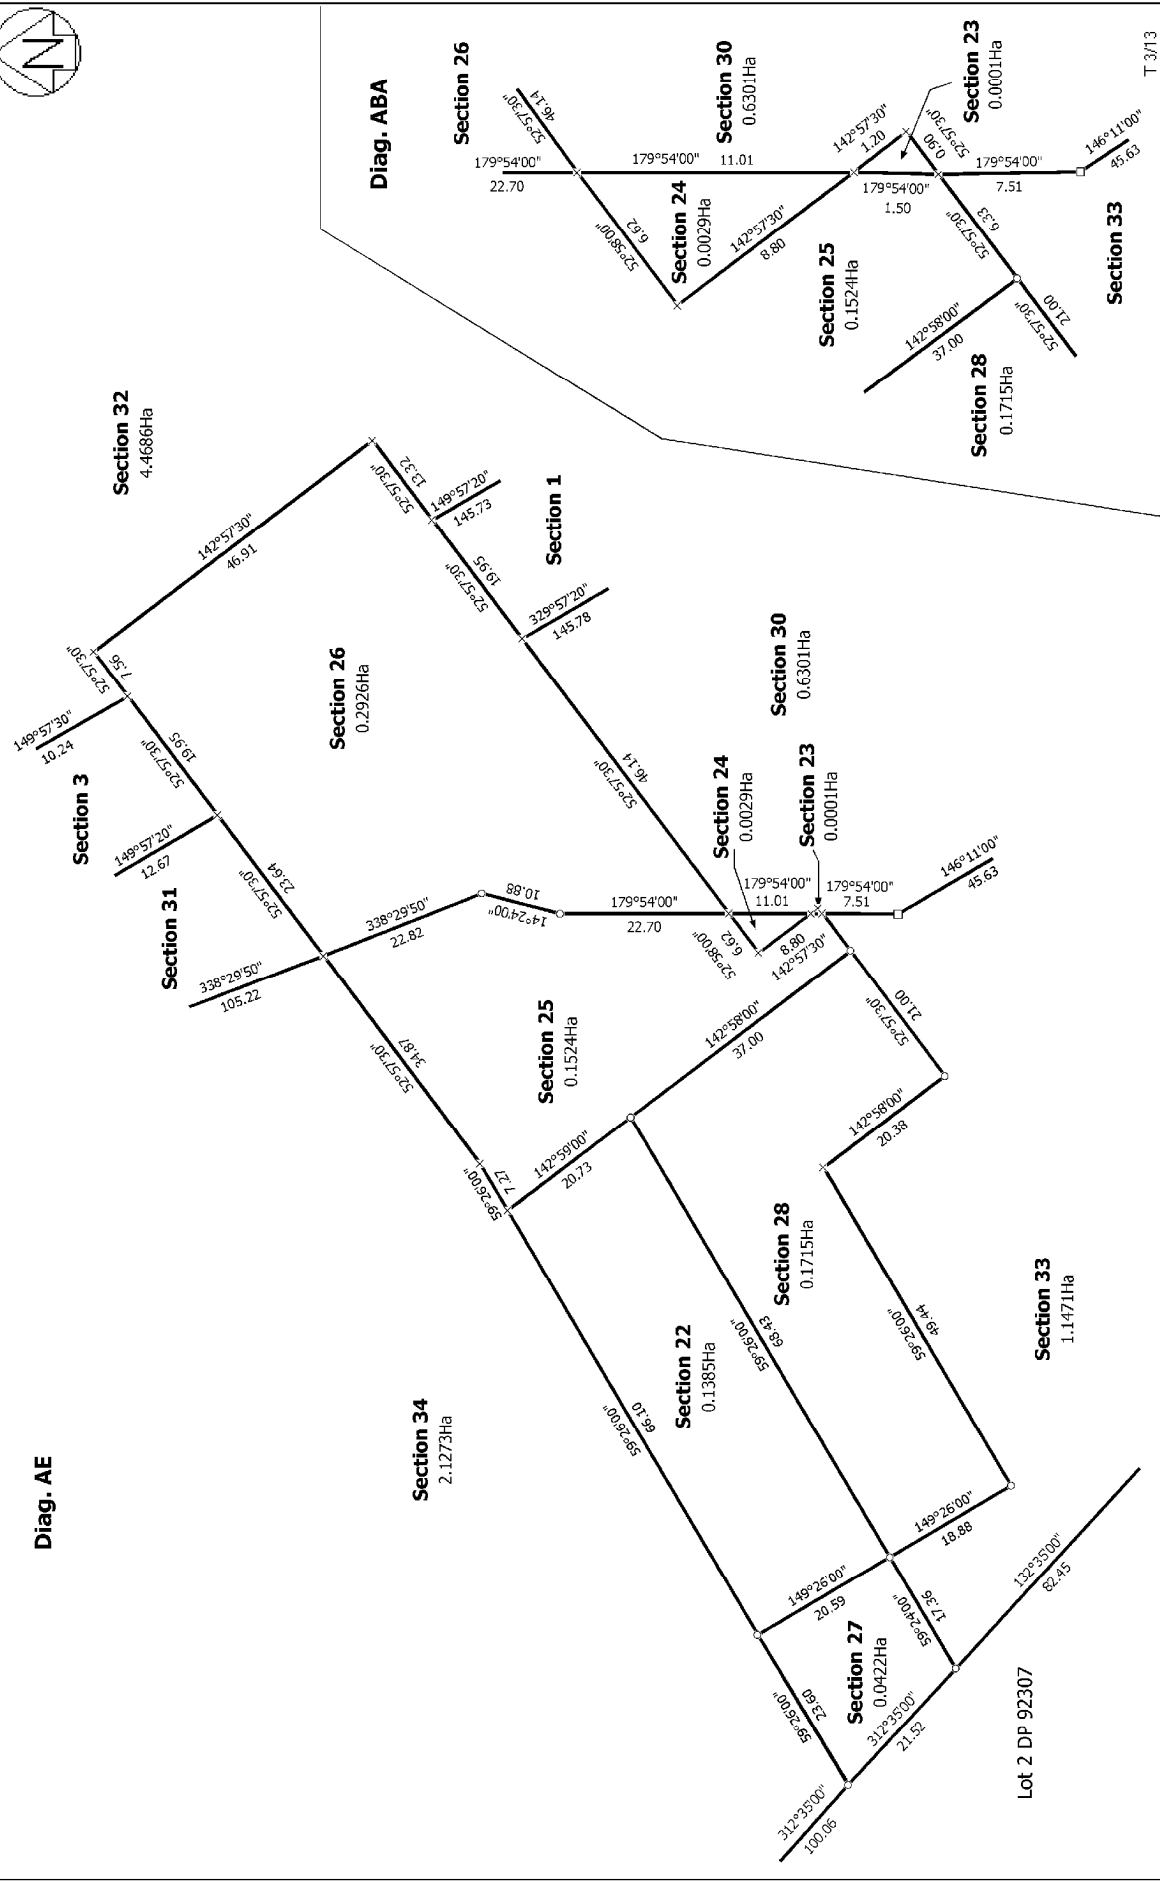 N
Diag. AE
Diag. ABA
Section 32
4.4686Ha
Section 3
Section 31
Section 26
0.2926Ha
Section 1
Section 30
0.6301Ha
Section 24
0.0029Ha
Section 23
0.0001Ha
Section 25
0.1524Ha
Section 34
2.1273Ha
Section 22
0.1385Ha
Section 28
0.1715Ha
Section 33
1.1471Ha
Section 27
0.0422Ha
Lot 2 DP 92307
142°57'30"
46.91
52°57'30"
7.56
149°57'30"
10.24
52°57'30"
19.95
149°57'20"
12.67
52°57'30"
23.64
338°29'50"
105.22
338°29'50"
22.82
14°24'00"
10.88
179°54'00"
22.70
52°57'30"
13.32
149°57'20"
145.73
52°57'30"
19.95
329°57'20"
145.78
52°57'30"
46.14
52°58'00"
6.62
179°54'00"
11.01
8.80
142°57'30"
179°54'00"
7.51
146°11'00"
45.63
52°57'30"
34.87
59°26'00"
7.27
142°59'00"
20.73
142°58'00"
37.00
52°57'30"
21.00
142°58'00"
20.38
59°26'00"
49.44
59°26'00"
68.43
59°26'00"
66.10
149°26'00"
18.88
149°26'00"
20.59
59°24'00"
17.36
132°35'00"
82.45
59°26'00"
23.60
312°35'00"
21.52
312°35'00"
100.06
Section 26
Section 30
0.6301Ha
Section 23
0.0001Ha
Section 24
0.0029Ha
Section 25
0.1524Ha
Section 28
0.1715Ha
Section 33
46.14
52°57'30"
179°54'00"
22.70
179°54'00"
11.01
52°58'00"
6.62
142°57'30"
8.80
142°57'30"
1.20
0.90
52°57'30"
179°54'00"
1.50
179°54'00"
7.51
146°11'00"
45.63
6.33
52°57'30"
142°58'00"
37.00
21.00
52°57'30"
T 3/13